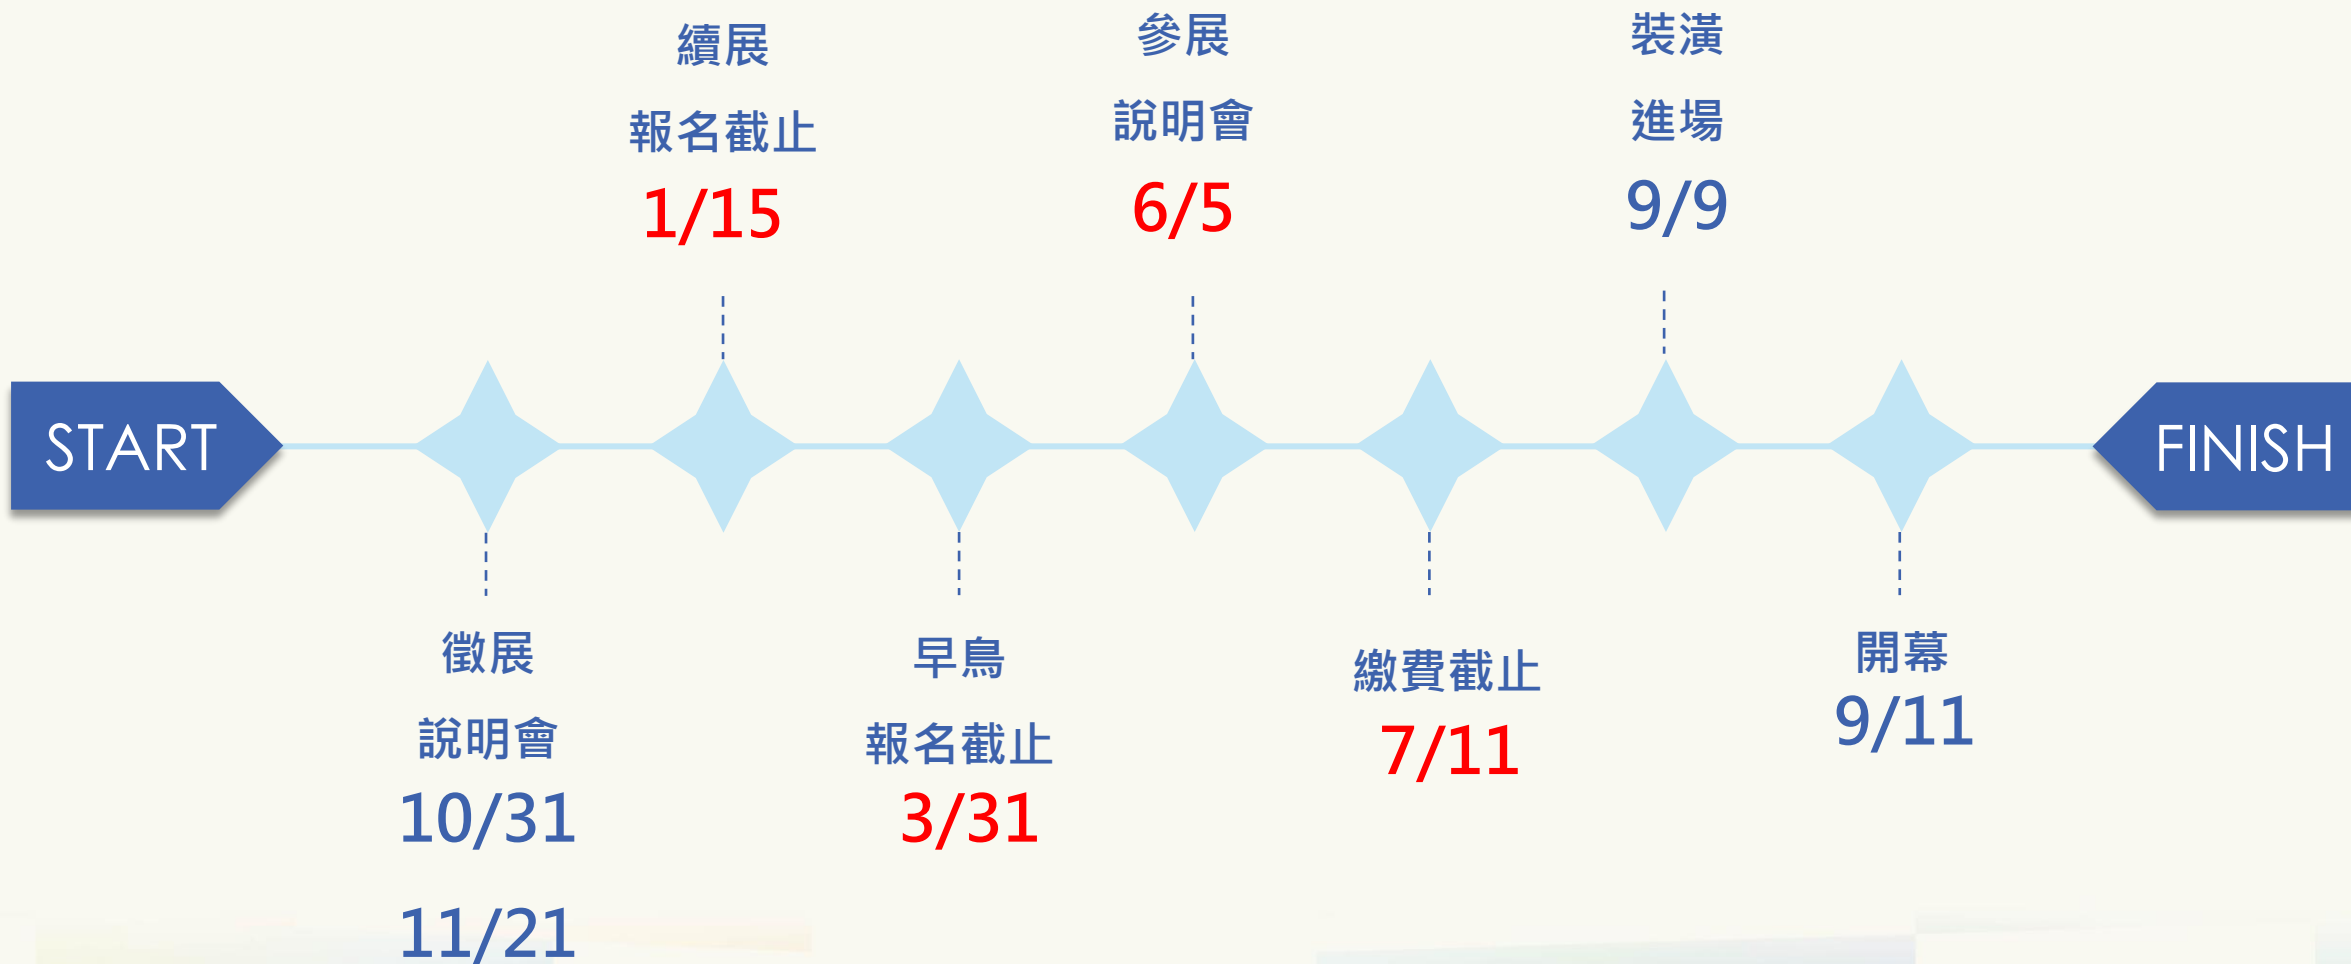 START
徵展
說明會
10/31
11/21
續展
報名截止
1/15
早鳥
報名截止
3/31
參展
說明會
6/5
繳費截止
7/11
裝潢
進場
9/9
開幕
9/11
FINISH